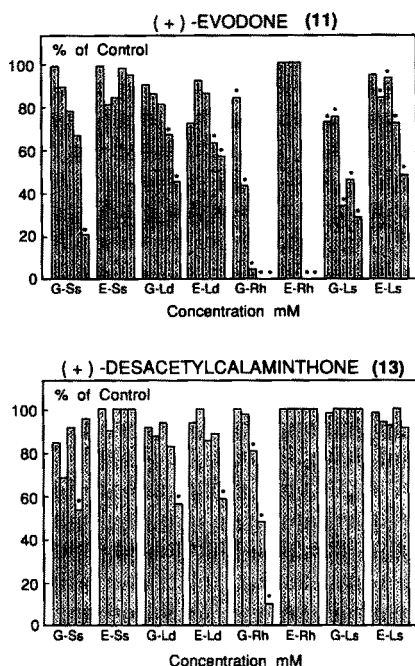 (+)-EVODONE (11)
% of Control
100
80
60
40
20
0
G-Ss E-Ss G-Ld E-Ld G-Rh E-Rh G-Ls E-Ls
Concentration mM
(+)-DESACETYLCALAMINTHONE (13)
% of Control
100
80
60
40
20
0
G-Ss E-Ss G-Ld E-Ld G-Rh E-Rh G-Ls E-Ls
Concentration mM